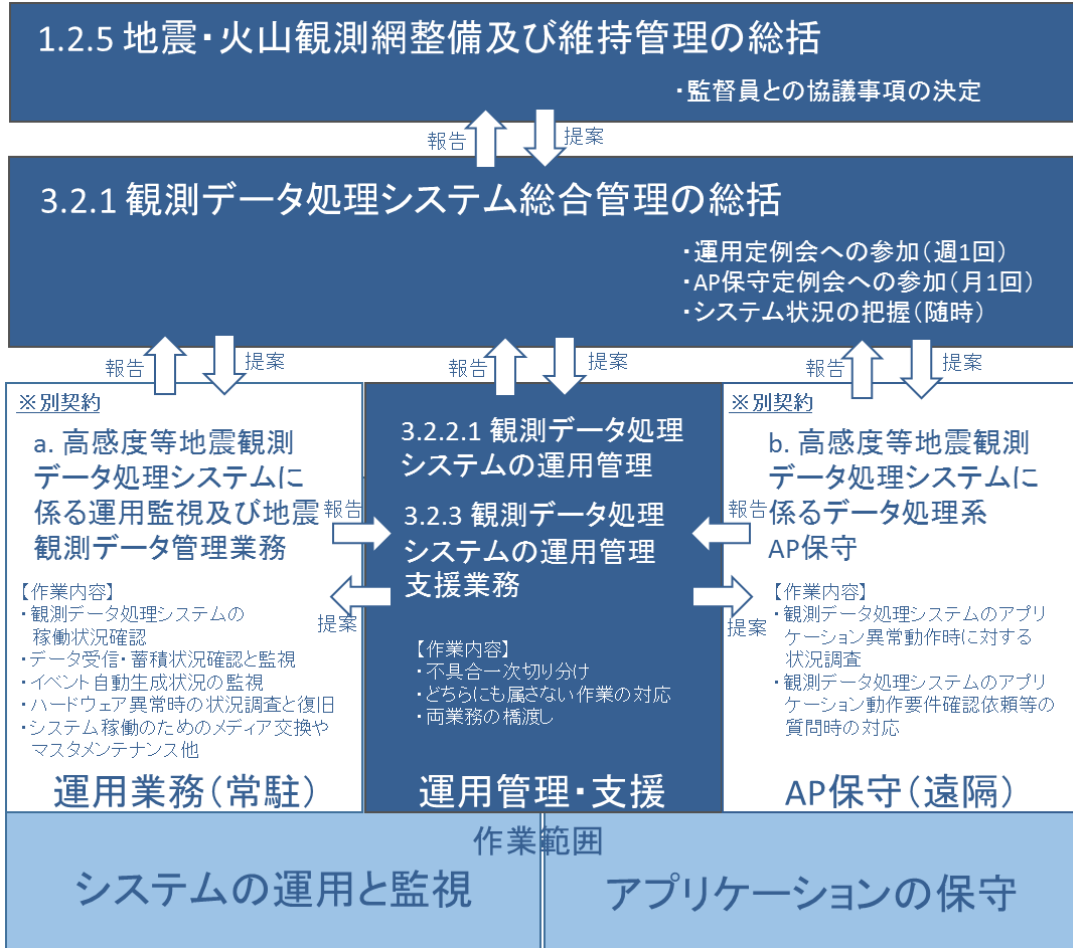 1.2.5 地震・火山観測網整備及び維持管理の総括
・監督員との協議事項の決定
報告
提案
3.2.1 観測データ処理システム総合管理の総括
・運用定例会への参加(週1回)
・AP保守定例会への参加(月1回)
・システム状況の把握(随時)
報告
提案
報告
提案
報告
提案
※別契約
a. 高感度等地震観測
データ処理システムに
係る運用監視及び地震
観測データ管理業務
【作業内容】
・観測データ処理システムの
稼働状況確認
・データ受信・蓄積状況確認と監視
・イベント自動生成状況の監視
・ハードウェア異常時の状況調査と復旧
・システム稼働のためのメディア交換や
マスタメンテナンス他
運用業務(常駐)
報告
提案
3.2.2.1 観測データ処理
システムの運用管理
3.2.3 観測データ処理
システムの運用管理
支援業務
【作業内容】
・不具合一次切り分け
・どちらにも属さない作業の対応
・両業務の橋渡し
運用管理・支援
報告
提案
※別契約
b. 高感度等地震観測
データ処理システムに
係るデータ処理系
AP保守
【作業内容】
・観測データ処理システムのアプリ
ケーション異常動作時に対する
状況調査
・観測データ処理システムのアプリ
ケーション動作要件確認依頼等の
質問時の対応
AP保守(遠隔)
作業範囲
システムの運用と監視
アプリケーションの保守